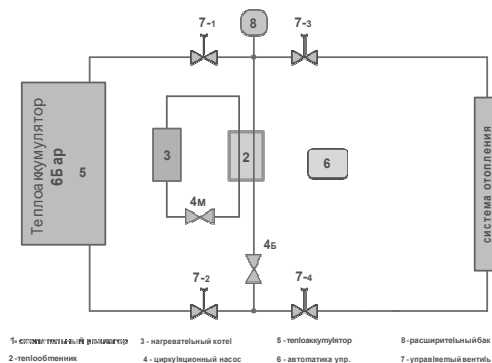 7-1
8
7-3
Теплоаккумулятор
6Бар
5
3
2
6
система отопления
4м
4Б
7-2
7-4
3 - нагревательный котел
5 - теплоаккумулятор
8 - расширительный бак
2 - теплообменник
4 - циркуляционный насос
6 - автоматика упр.
7 - управляемый вентиль